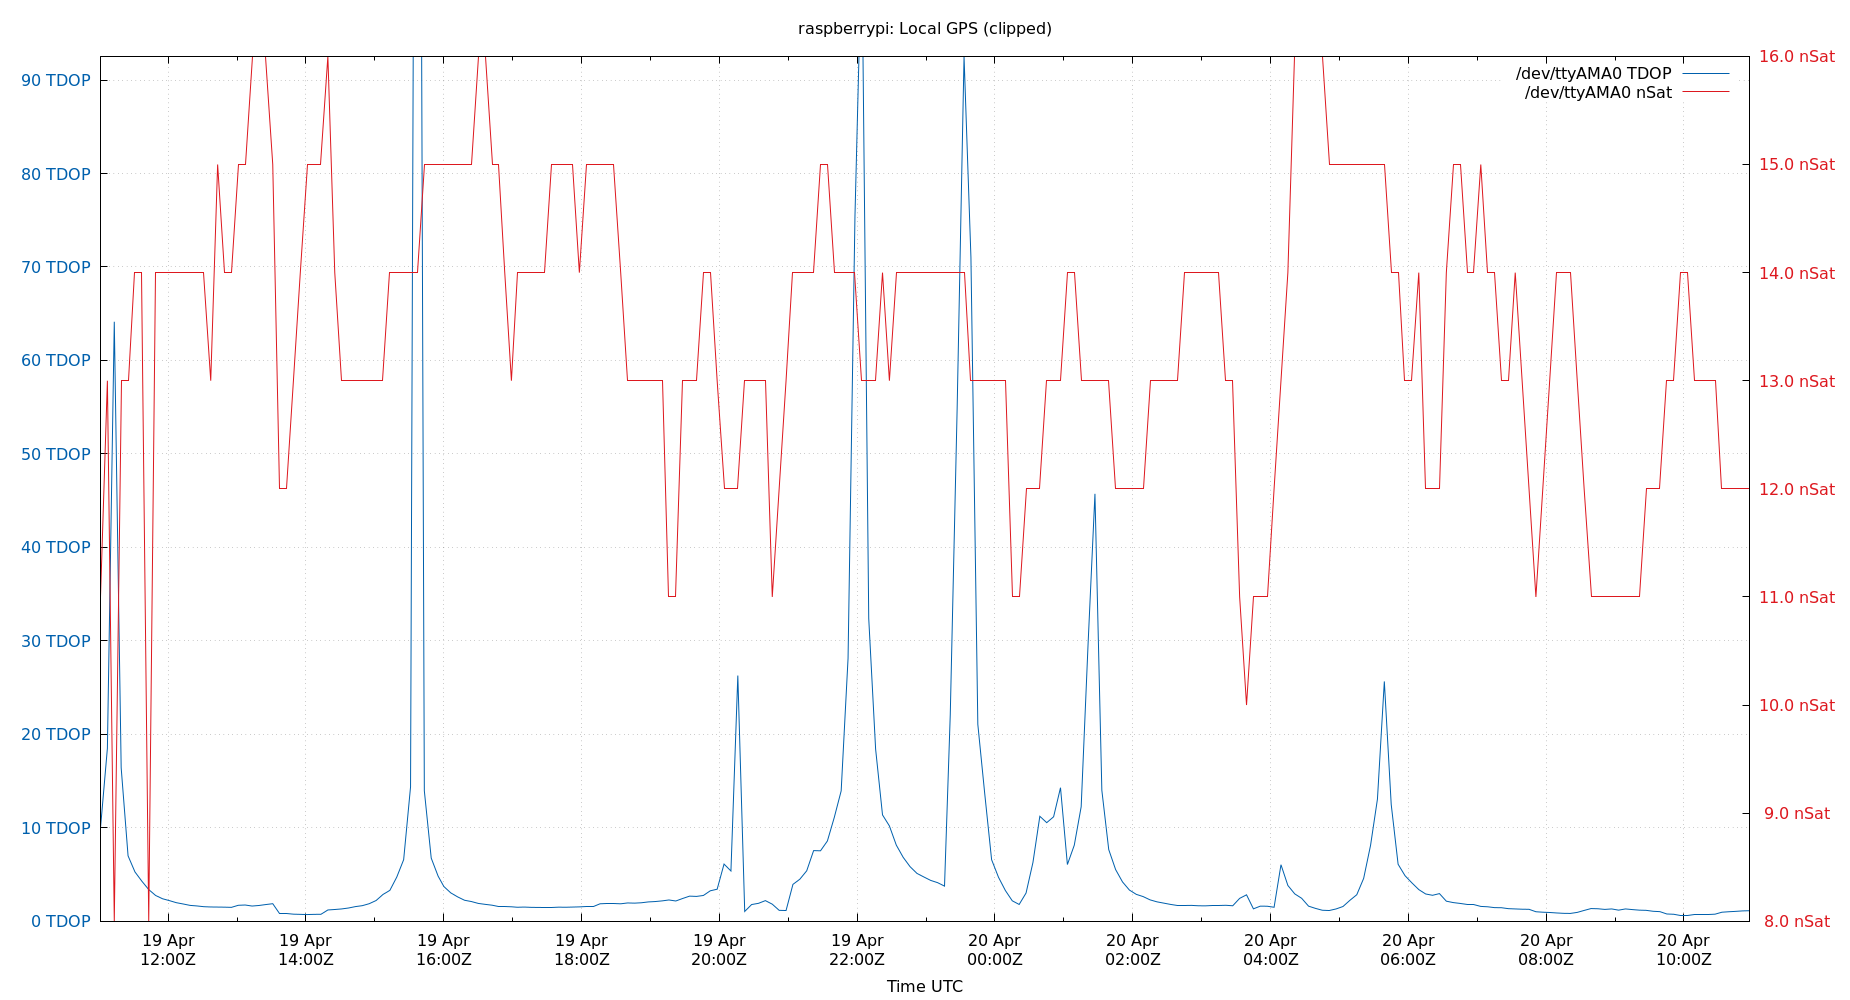 raspberrypi: Local GPS (clipped)
/dev/ttyAMA0 TDOP
/dev/ttyAMA0 nSat
90 TDOP
80 TDOP
70 TDOP
60 TDOP
50 TDOP
40 TDOP
30 TDOP
20 TDOP
10 TDOP
0 TDOP
16.0 nSat
15.0 nSat
14.0 nSat
13.0 nSat
12.0 nSat
11.0 nSat
10.0 nSat
9.0 nSat
8.0 nSat
19 Apr
12:00Z
19 Apr
14:00Z
19 Apr
16:00Z
19 Apr
18:00Z
19 Apr
20:00Z
19 Apr
22:00Z
20 Apr
00:00Z
20 Apr
02:00Z
20 Apr
04:00Z
20 Apr
06:00Z
20 Apr
08:00Z
20 Apr
10:00Z
Time UTC